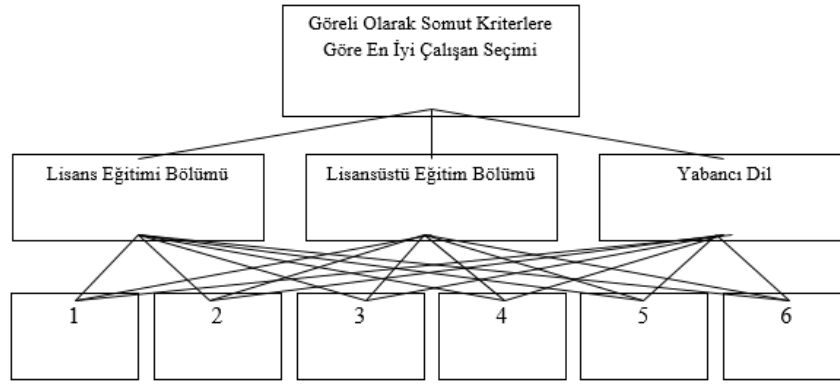 Göreli Olarak Somut Kriterlere
Göre En İyi Çalışan Seçimi
Lisans Eğitimi Bölümü
Lisansüstü Eğitim Bölümü
Yabancı Dil
1
2
3
4
5
6